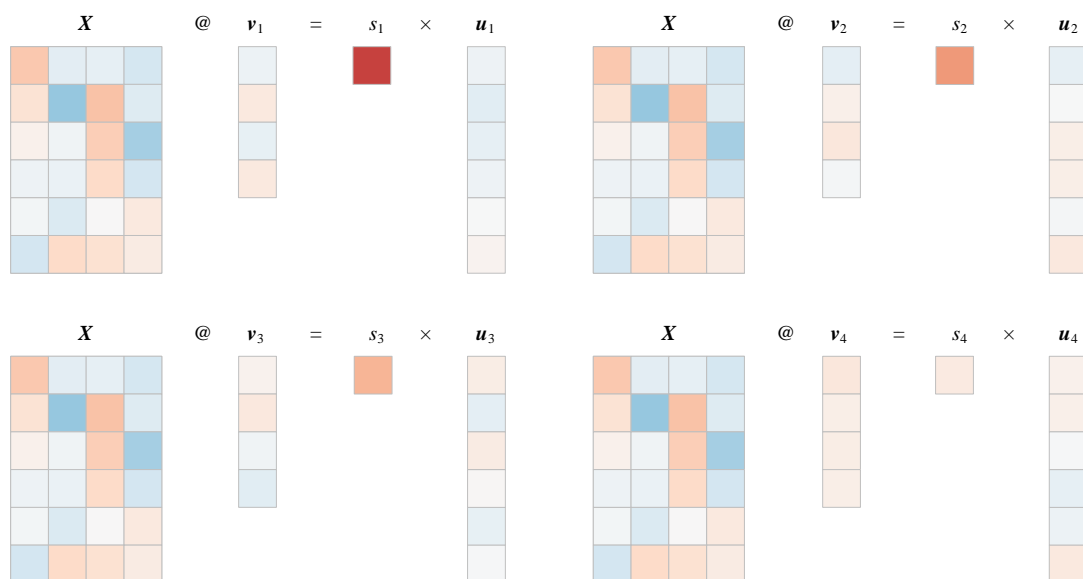 X @ v1 = s1 × u1
X @ v2 = s2 × u2
X @ v3 = s3 × u3
X @ v4 = s4 × u4